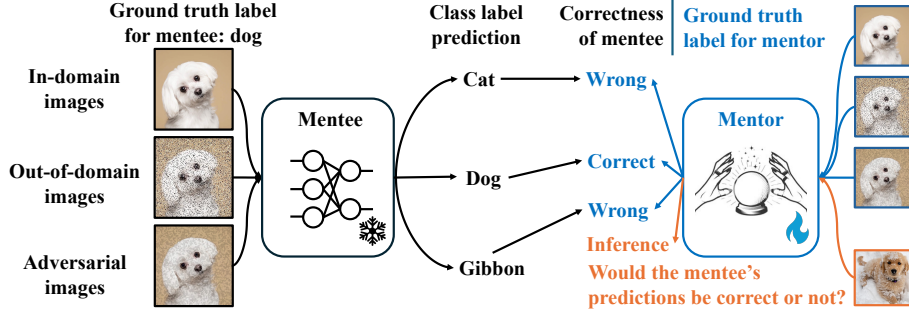 Ground truth label
for mentee: dog
Class label
prediction
Correctness
of mentee
Ground truth
label for mentor
In-domain
images
Out-of-domain
images
Adversarial
images
Mentee
Cat
Dog
Gibbon
Wrong
Correct
Wrong
Mentor
Inference
Would the mentee's
predictions be correct or not?